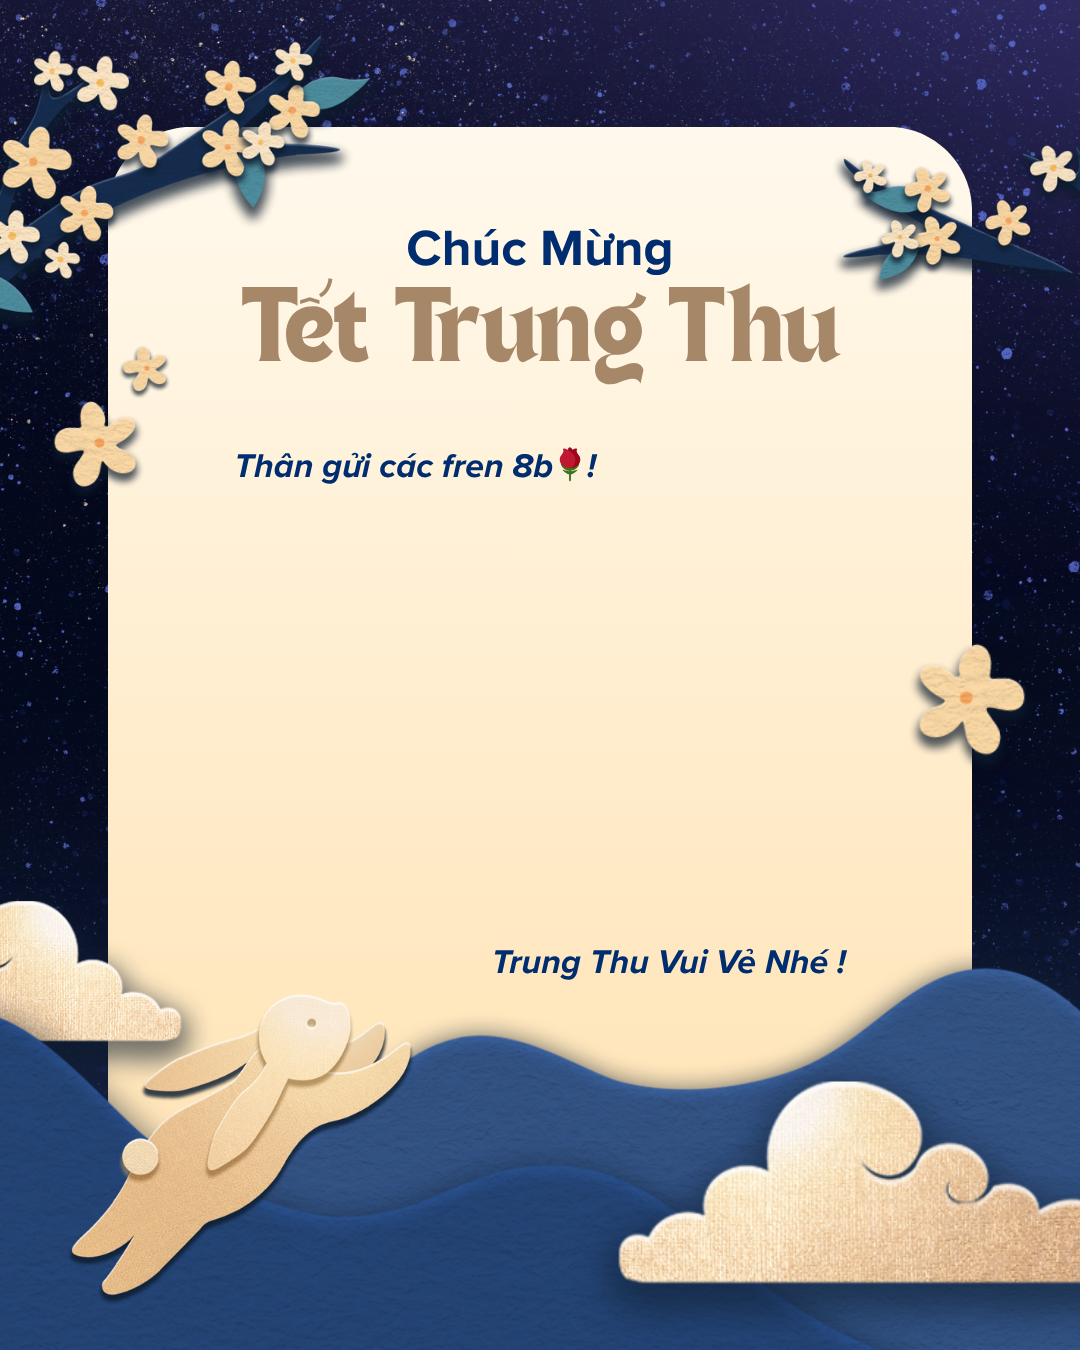 Chúc Mừng
Tết Trung Thu
Thân gửi các fren 8b🌹!
Trung Thu Vui Vẻ Nhé !